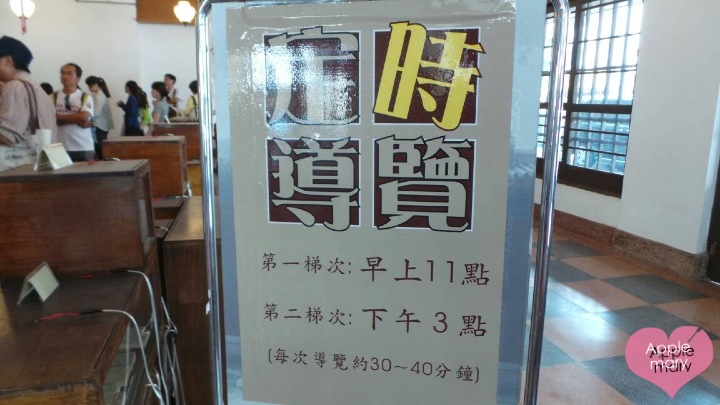 定時
導覽
第一梯次: 早上11點
第二梯次: 下午3點
(每次導覽約30~40分鐘)
Apple
mary